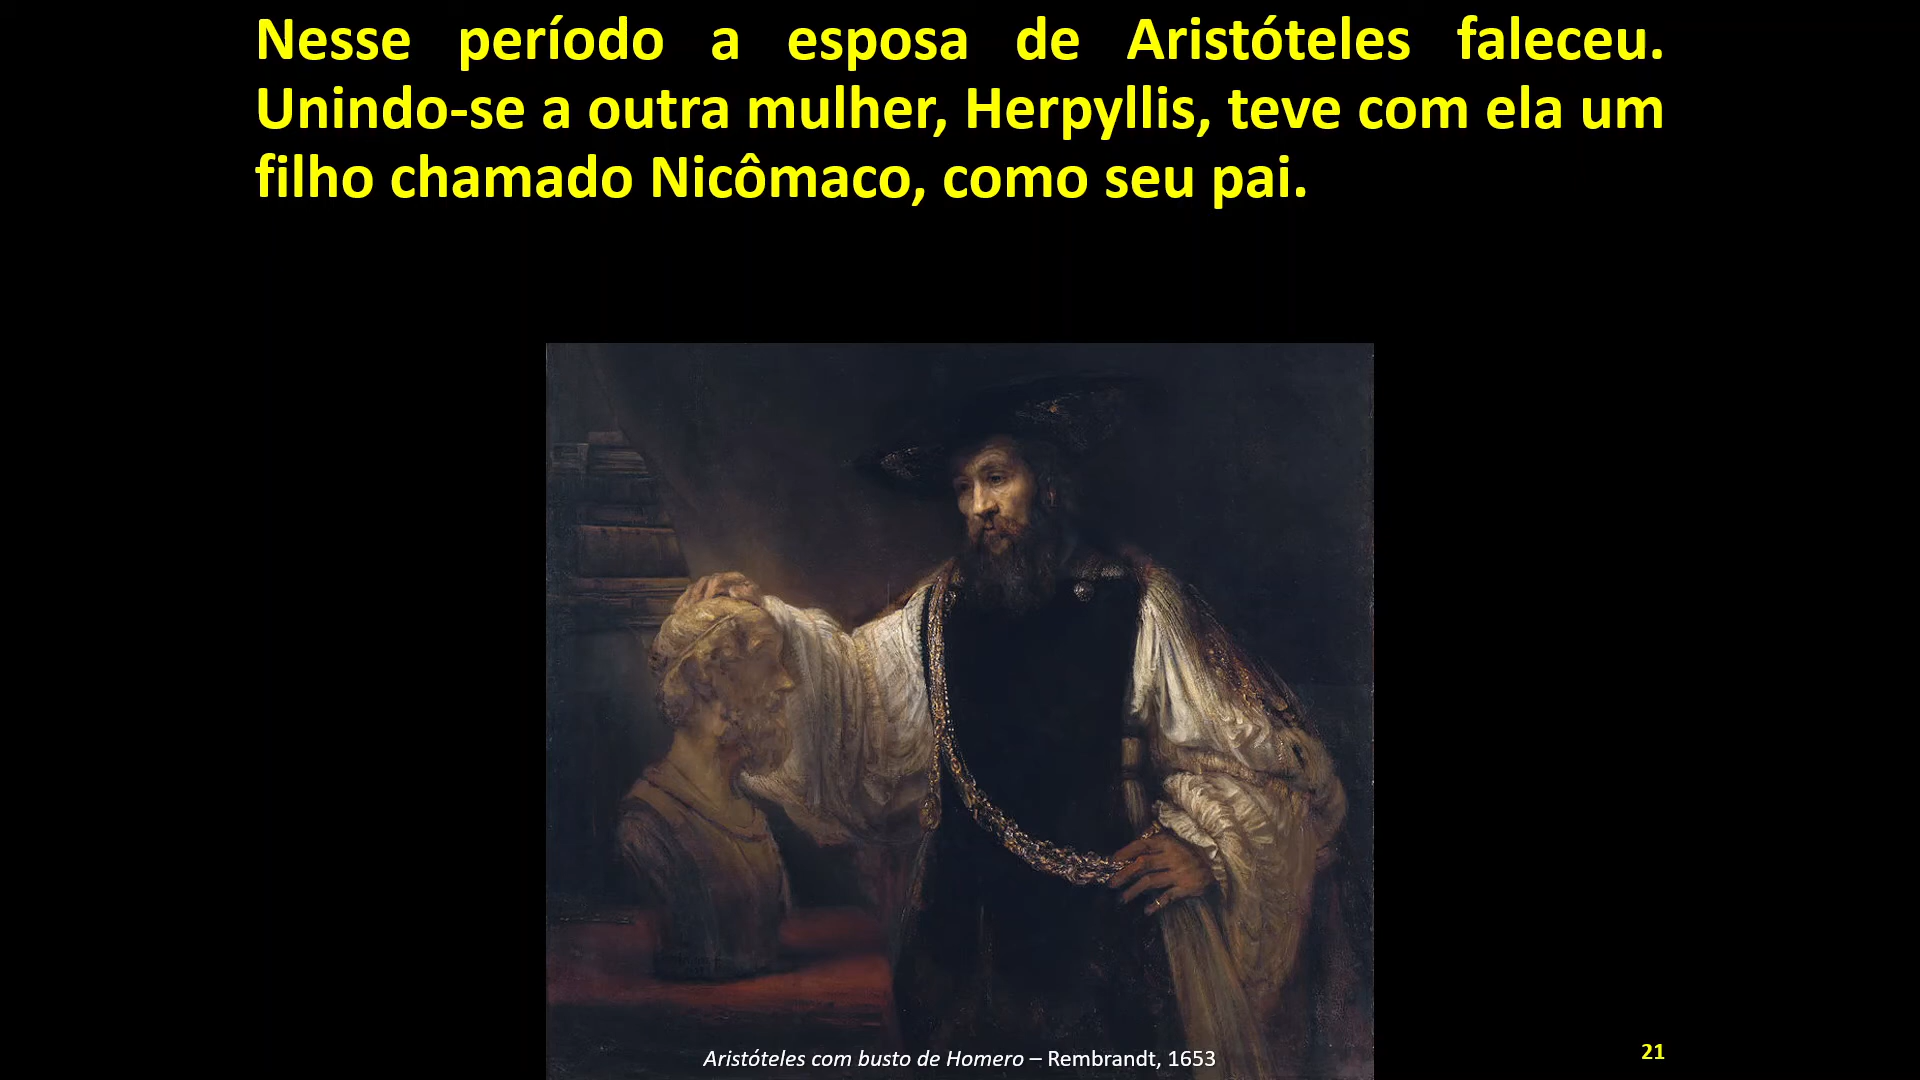 Nesse período a esposa de Aristóteles faleceu.
Unindo-se a outra mulher, Herpyllis, teve com ela um
filho chamado Nicômaco, como seu pai.
Aristóteles com busto de Homero – Rembrandt, 1653
21